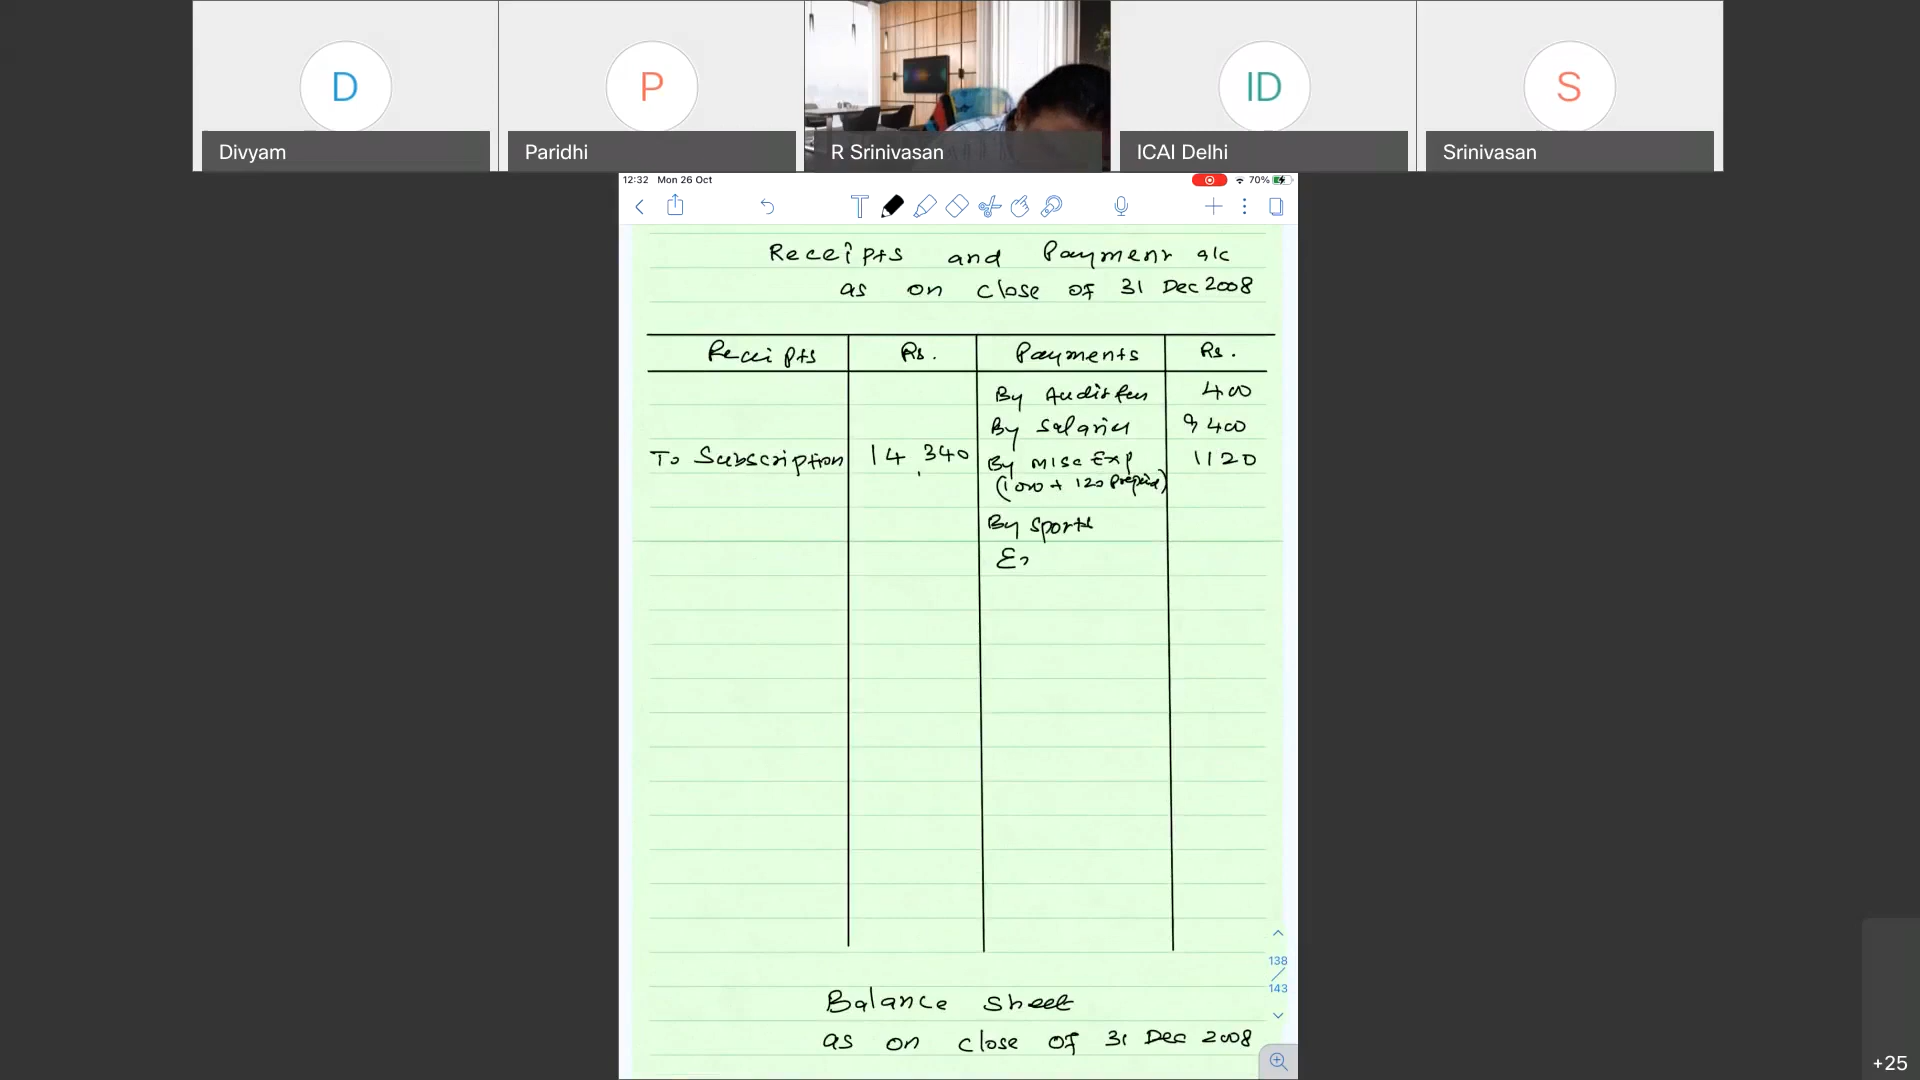 D
P
ID
S
Divyam
Paridhi
R Srinivasan
ICAI Delhi
Srinivasan
12:32 Mon 26 Oct
70%
T
Receipts and Payment a/c
as on close of 31 Dec 2008
Receipts Rs. Payments Rs.
By Audit fees 400
By Salaries 9400
To Subscription 14,340 By Misc Exp 1120
(1000 + 120 Prepaid)
By Sports
138
143
Balance Sheet
as on close of 31 Dec 2008
+25